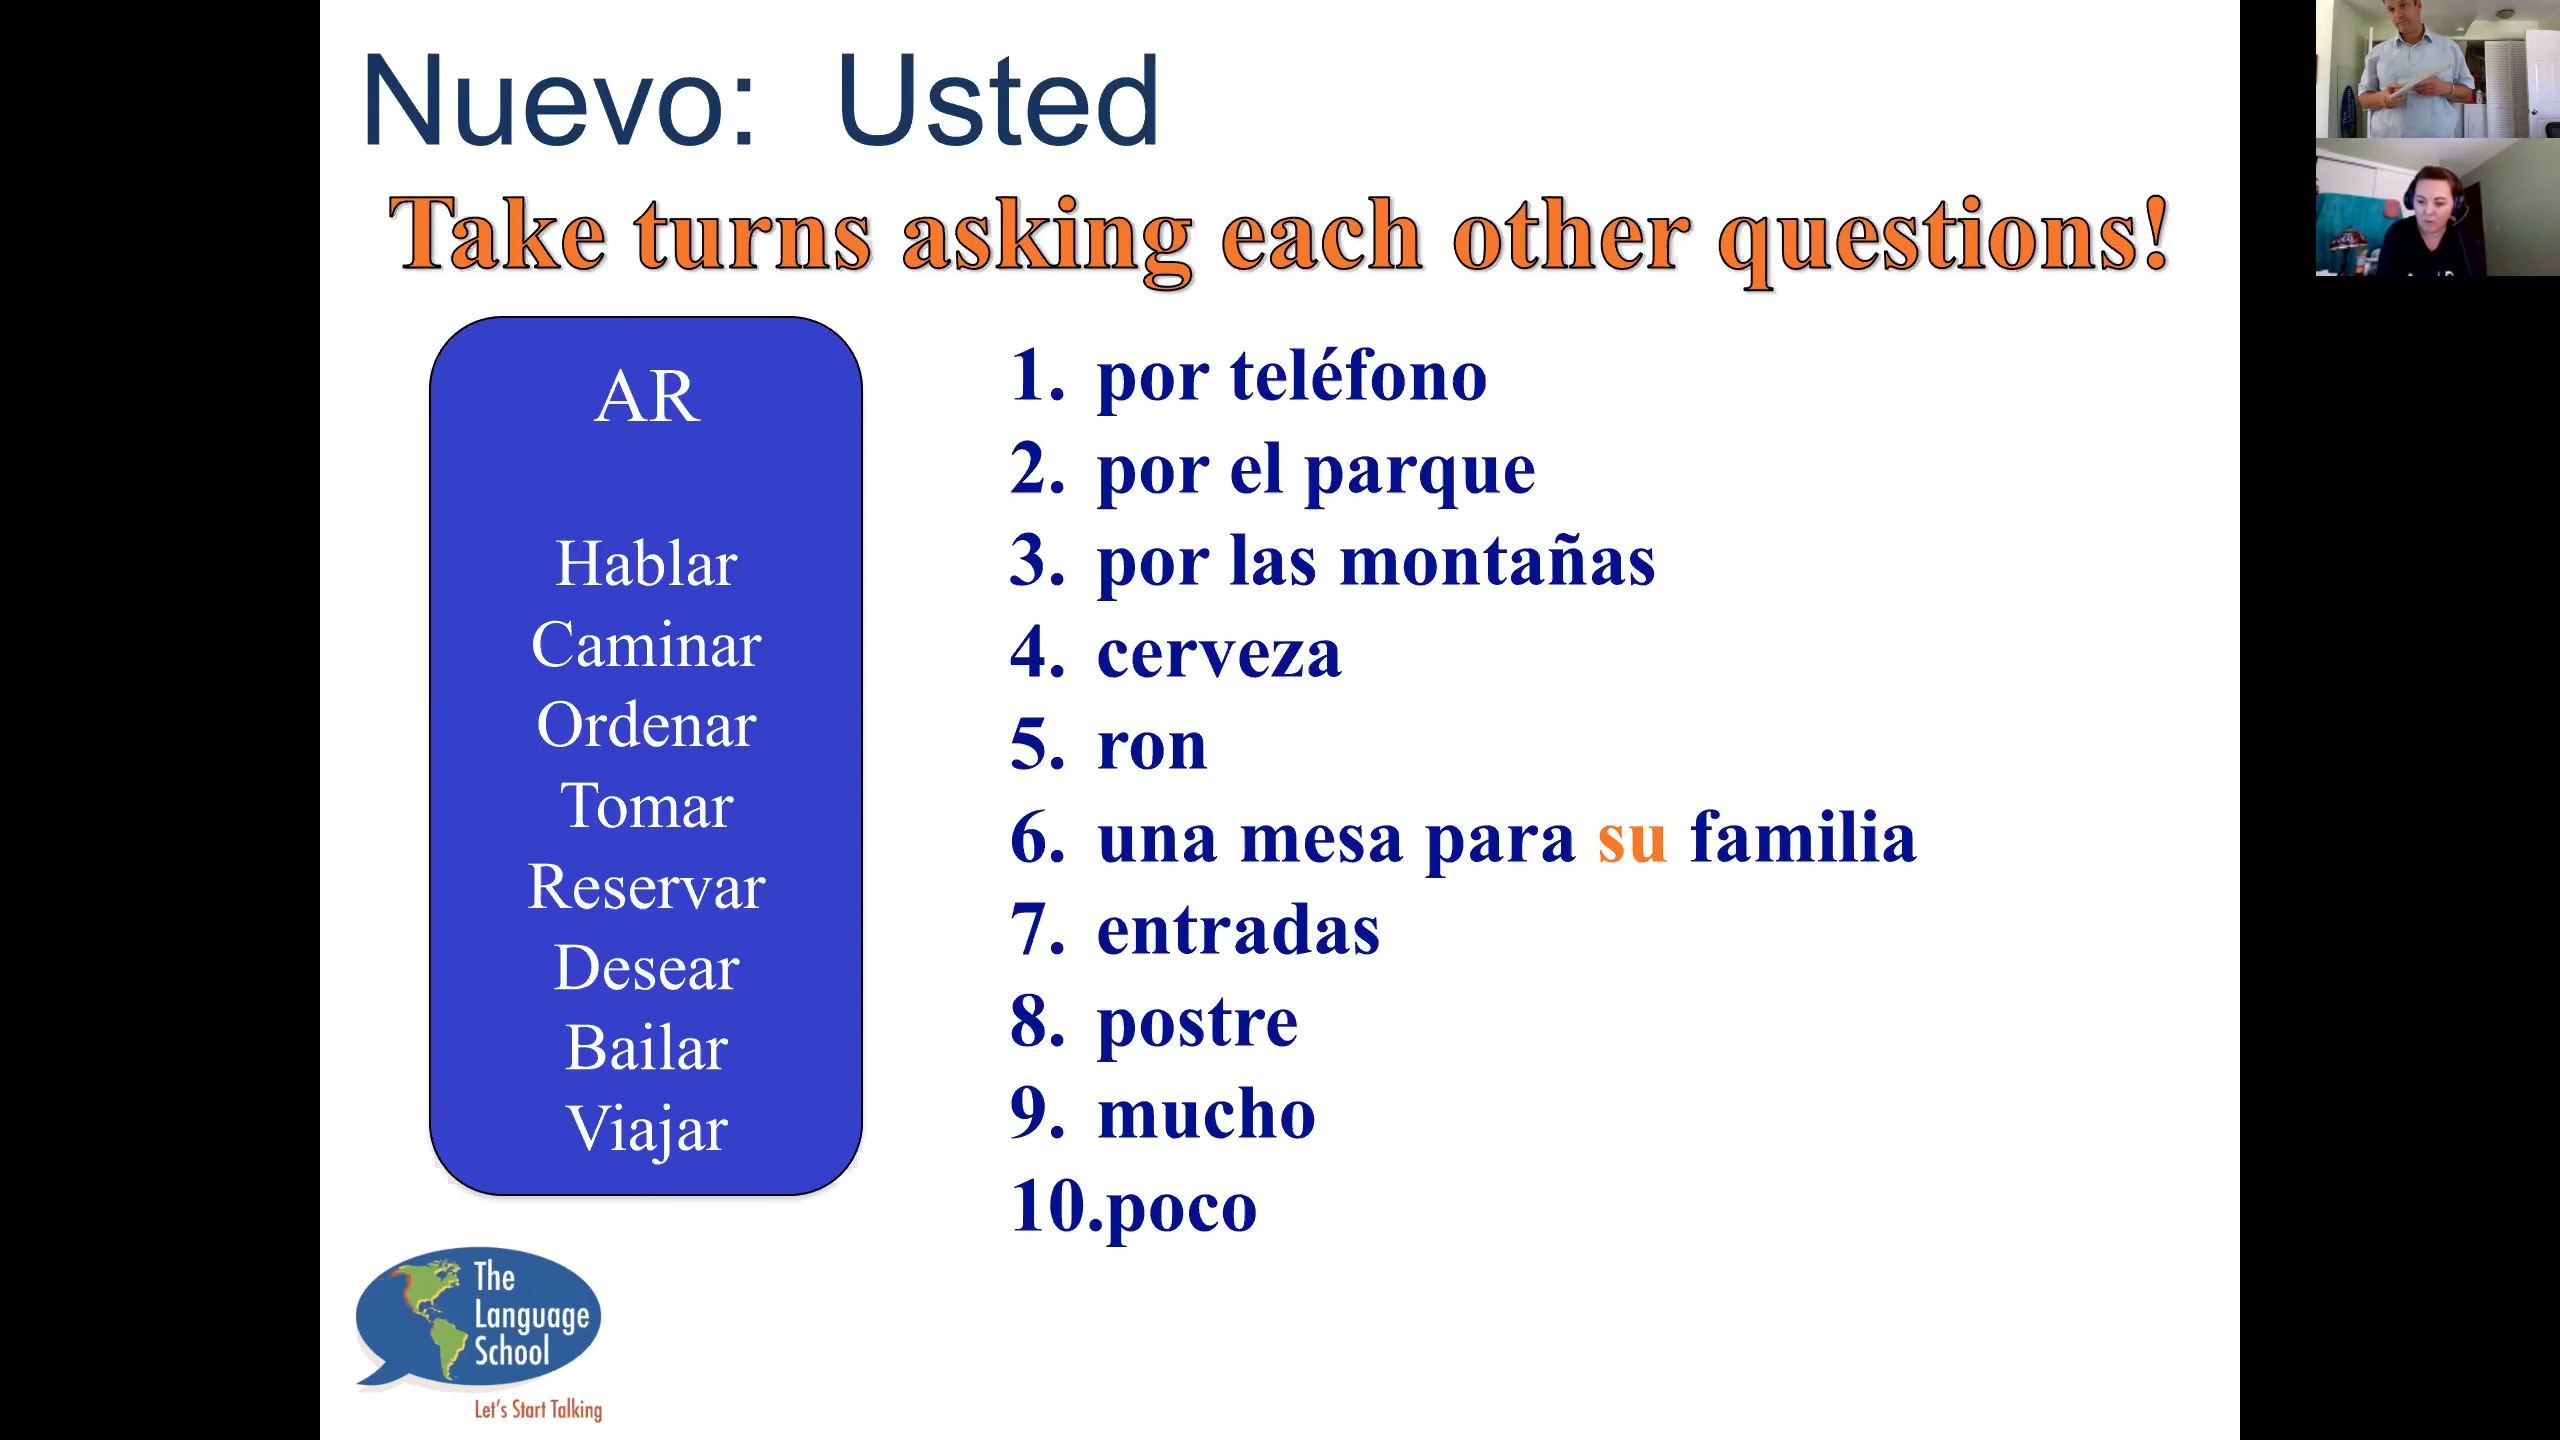 Nuevo: Usted
Take turns asking each other questions!
AR
Hablar
Caminar
Ordenar
Tomar
Reservar
Desear
Bailar
Viajar
1. por teléfono
2. por el parque
3. por las montañas
4. cerveza
5. ron
6. una mesa para su familia
7. entradas
8. postre
9. mucho
10.poco
The
Language
School
Let's Start Talking